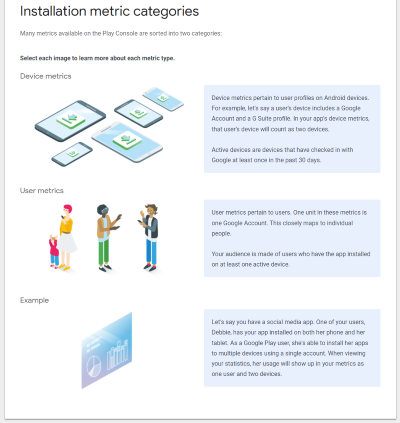 Installation metric categories
Many metrics available on the Play Console are sorted into two categories:
Select each image to learn more about each metric type.
Device metrics
Device metrics pertain to user profiles on Android devices.
For example, let's say a user's device includes a Google
Account and a G Suite profile. In your app's device metrics,
that user's device will count as two devices.
Active devices are devices that have checked in with
Google at least once in the past 30 days.
User metrics
User metrics pertain to users. One unit in these metrics is
one Google Account. This closely maps to individual
people.
Your audience is made of users who have the app installed
on at least one active device.
Example
Let's say you have a social media app. One of your users,
Debbie, has your app installed on both her phone and her
tablet. As a Google Play user, she's able to install her apps
to multiple devices using a single account. When viewing
your statistics, her usage will show up in your metrics as
one user and two devices.